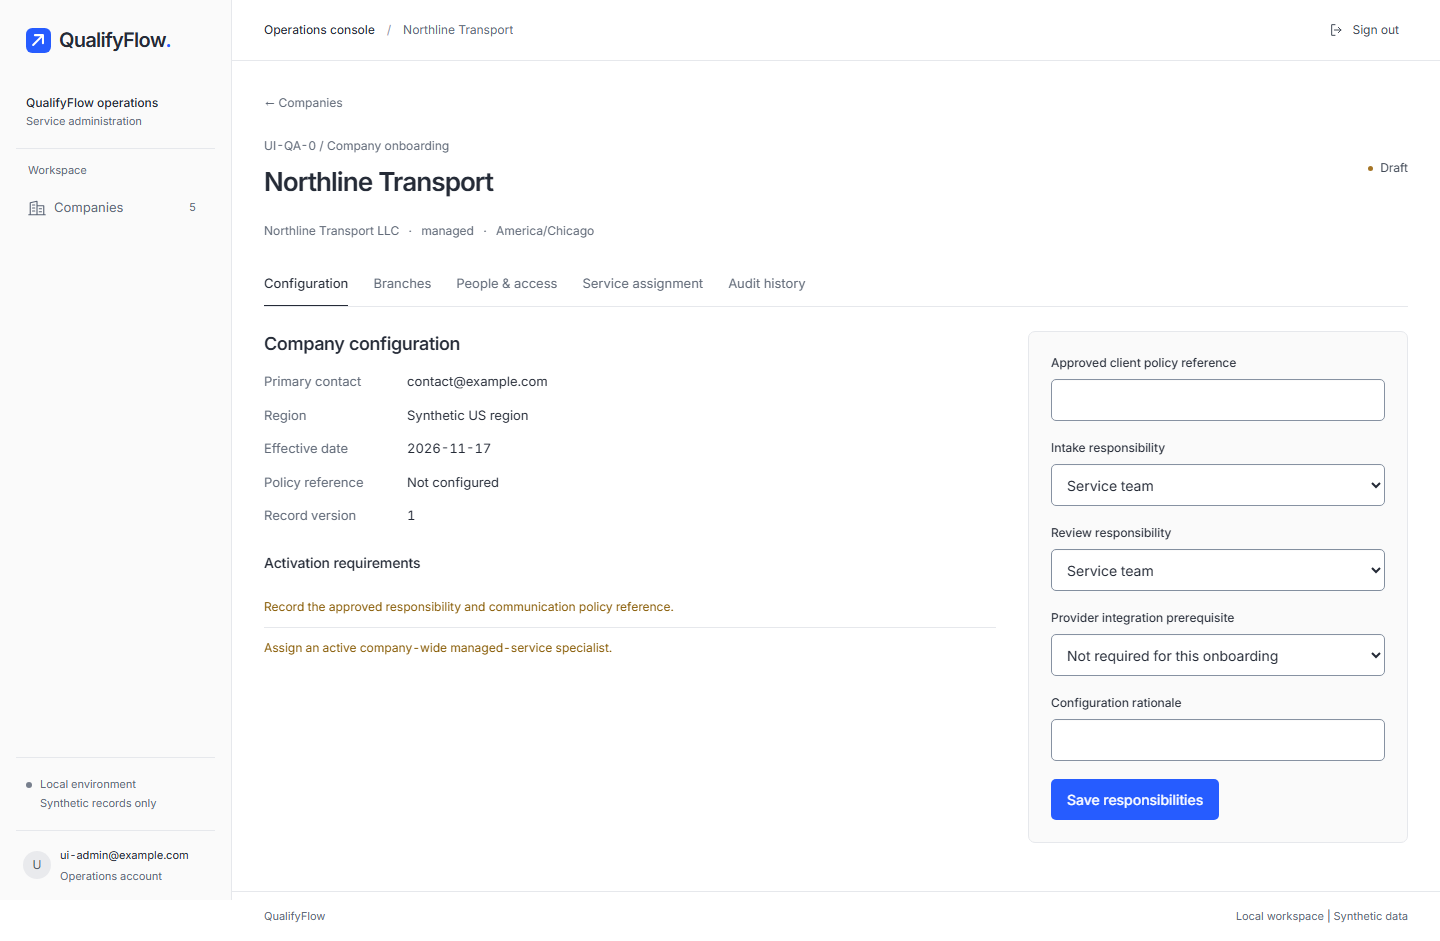 QualifyFlow.
QualifyFlow operations
Service administration
Workspace
Companies 5
Local environment
Synthetic records only
U
ui-admin@example.com
Operations account
Operations console / Northline Transport
Sign out
← Companies
UI-QA-0 / Company onboarding
Northline Transport
Draft
Northline Transport LLC · managed · America/Chicago
Configuration Branches People & access Service assignment Audit history
Company configuration
Primary contact contact@example.com
Region Synthetic US region
Effective date 2026-11-17
Policy reference Not configured
Record version 1
Activation requirements
Record the approved responsibility and communication policy reference.
Assign an active company-wide managed-service specialist.
Approved client policy reference
Intake responsibility
Service team
Review responsibility
Service team
Provider integration prerequisite
Not required for this onboarding
Configuration rationale
Save responsibilities
QualifyFlow
Local workspace | Synthetic data